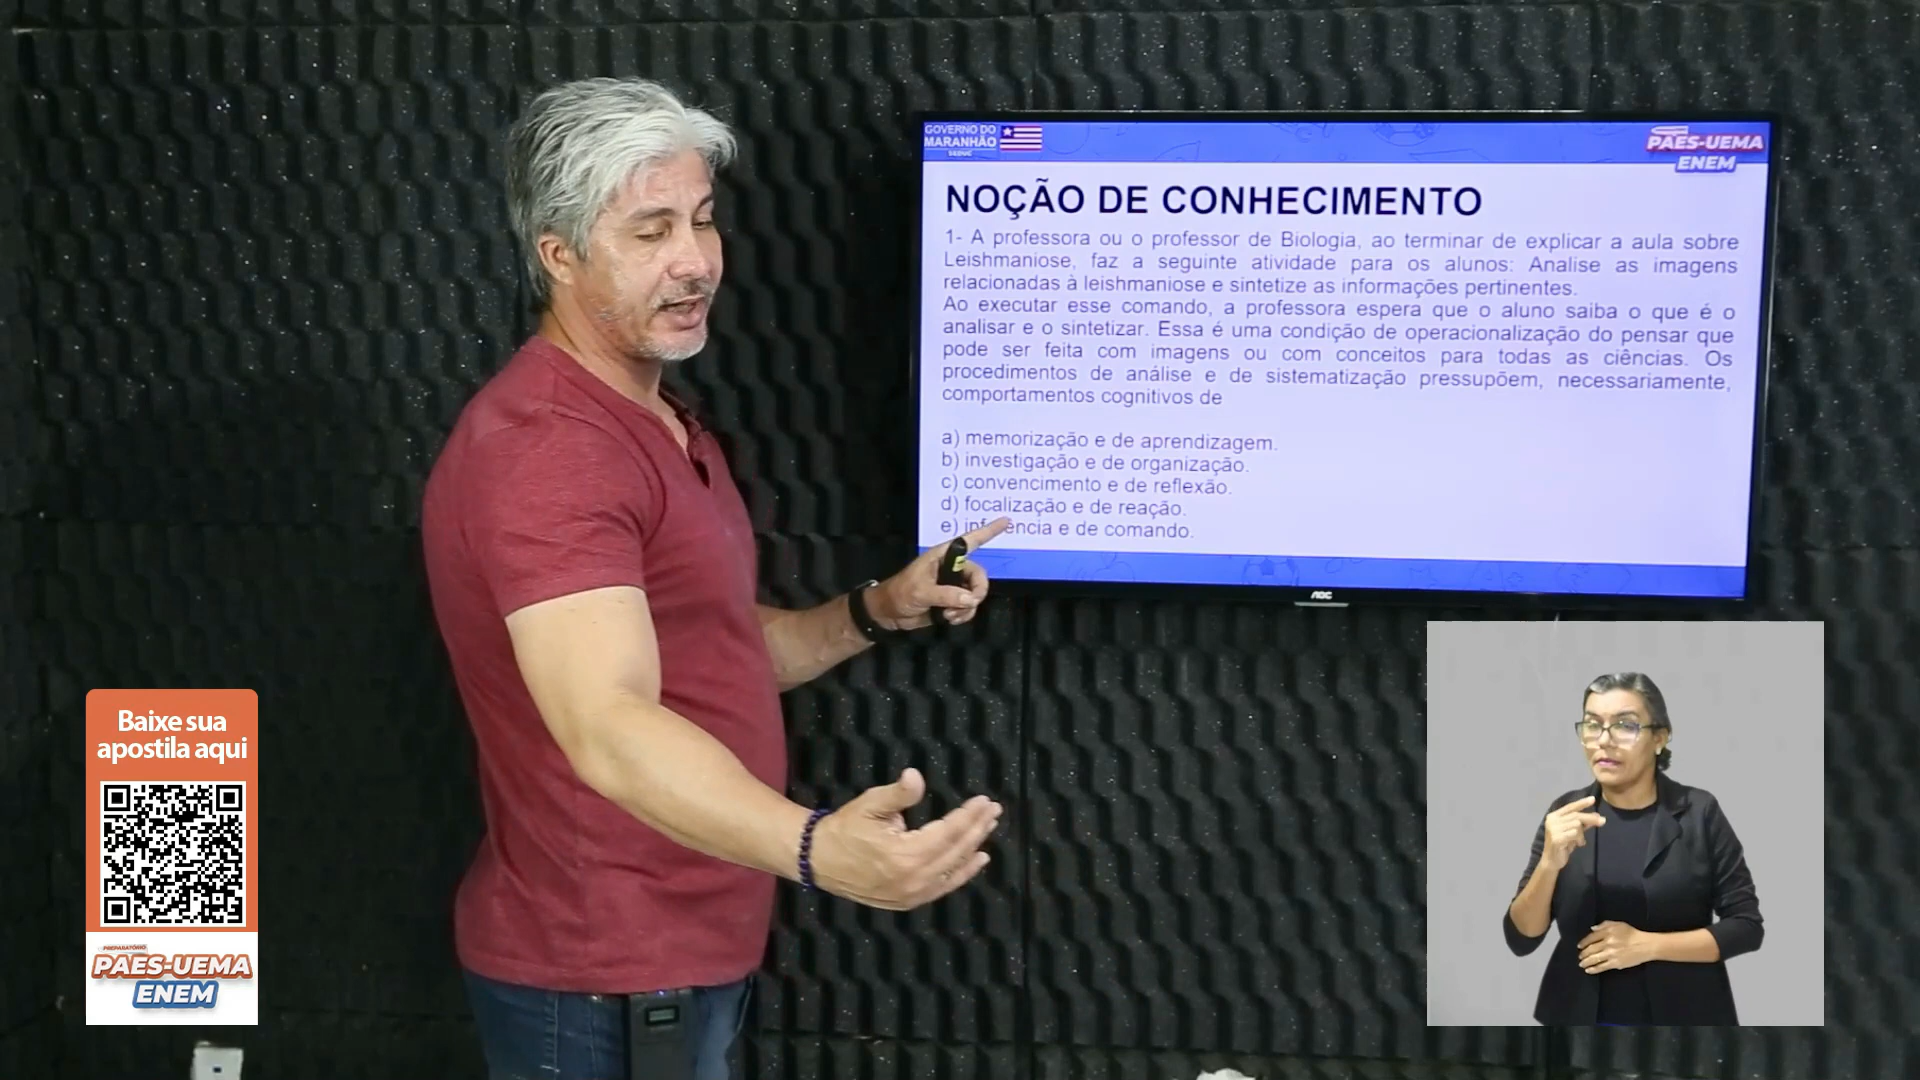 GOVERNO DO
MARANHÃO
SEDUC
PAES-UEMA
ENEM
NOÇÃO DE CONHECIMENTO
1- A professora ou o professor de Biologia, ao terminar de explicar a aula sobre
Leishmaniose, faz a seguinte atividade para os alunos: Analise as imagens
relacionadas à leishmaniose e sintetize as informações pertinentes.
Ao executar esse comando, a professora espera que o aluno saiba o que é o
analisar e o sintetizar. Essa é uma condição de operacionalização do pensar que
pode ser feita com imagens ou com conceitos para todas as ciências. Os
procedimentos de análise e de sistematização pressupõem, necessariamente,
comportamentos cognitivos de
a) memorização e de aprendizagem.
b) investigação e de organização.
c) convencimento e de reflexão.
d) focalização e de reação.
e) e de comando.
AOC
Baixe sua
apostila aqui
PREPARATÓRIO
PAES-UEMA
ENEM